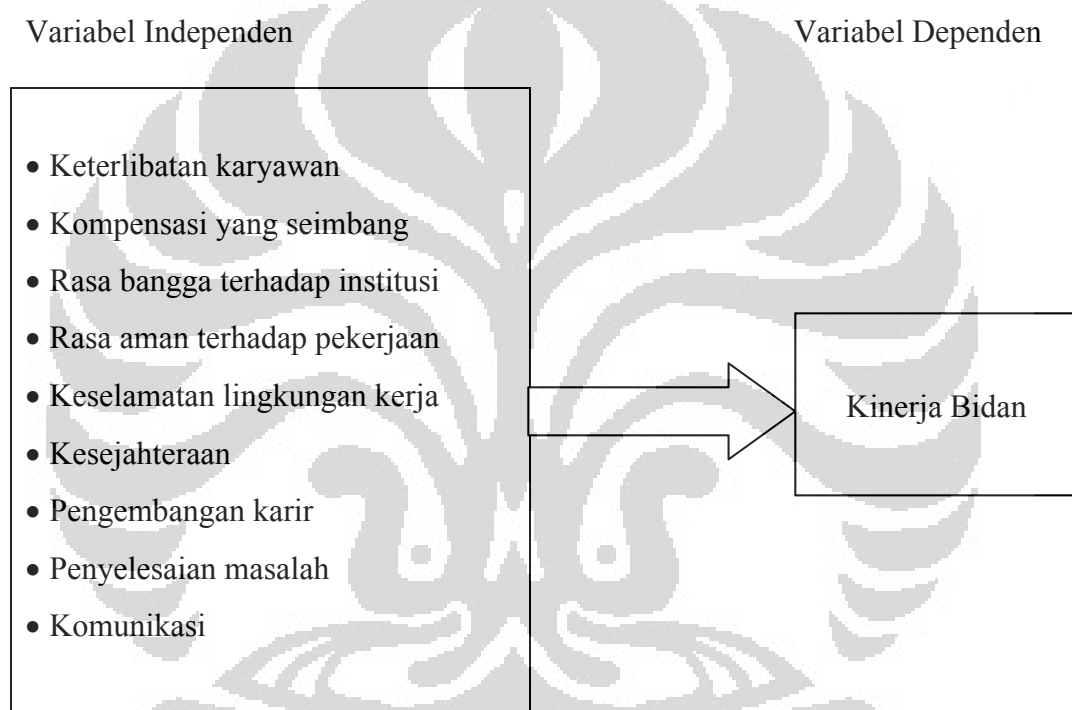 Variabel Independen
Variabel Dependen
• Keterlibatan karyawan
• Kompensasi yang seimbang
• Rasa bangga terhadap institusi
• Rasa aman terhadap pekerjaan
• Keselamatan lingkungan kerja
• Kesejahteraan
• Pengembangan karir
• Penyelesaian masalah
• Komunikasi
Kinerja Bidan